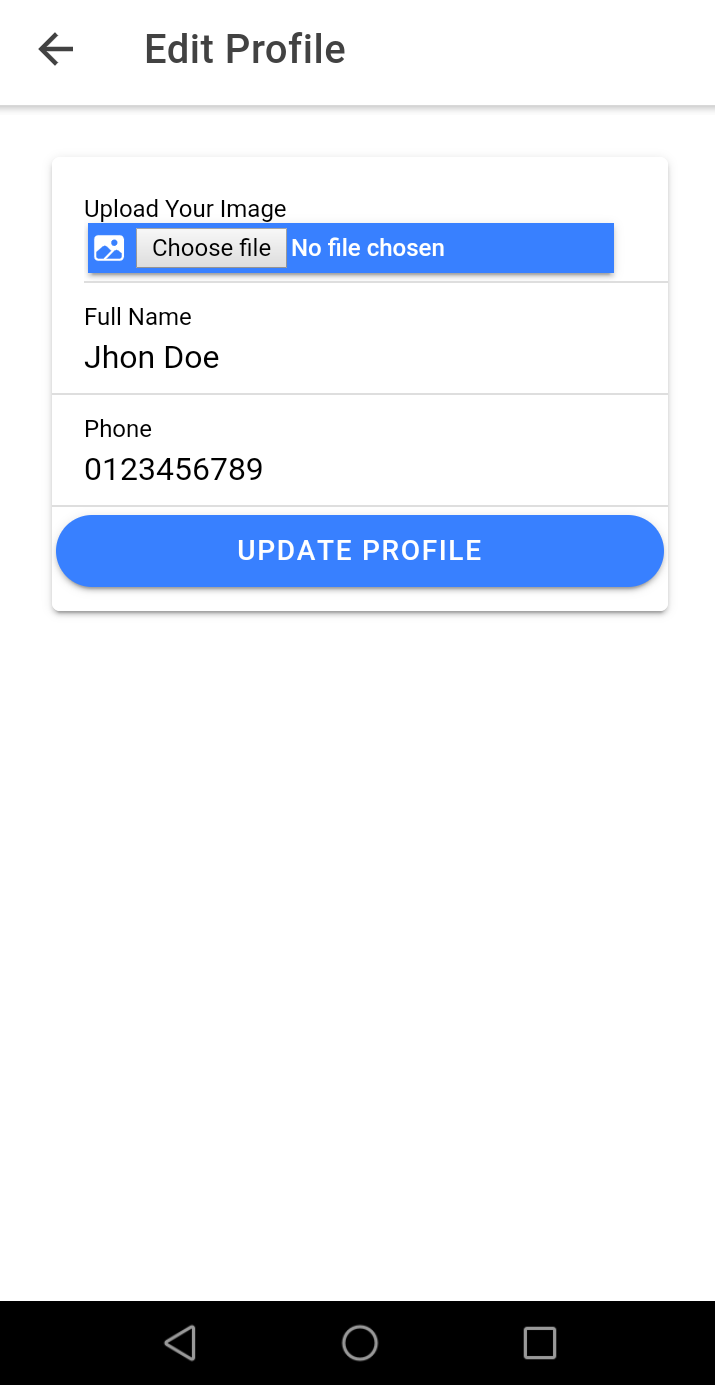 Edit Profile
Upload Your Image
Choose file No file chosen
Full Name
Jhon Doe
Phone
0123456789
UPDATE PROFILE